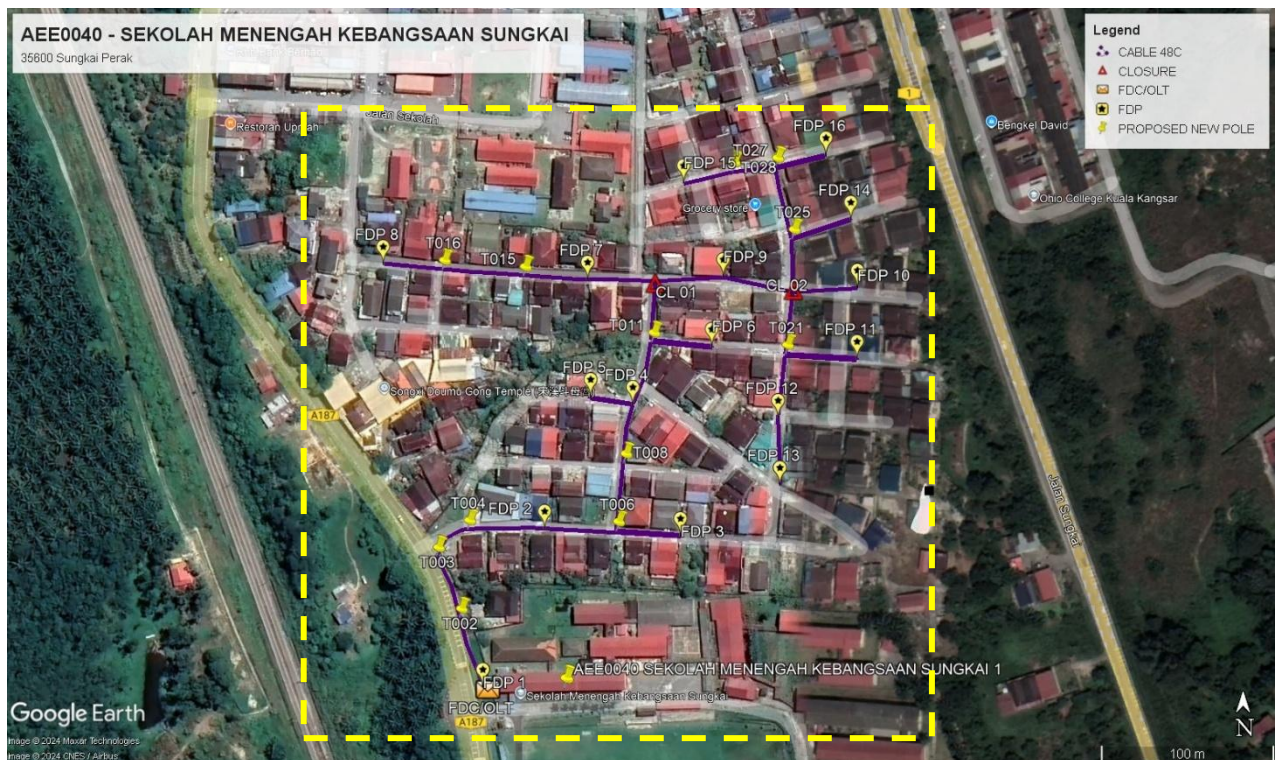 AEE0040 - SEKOLAH MENENGAH KEBANGSAAN SUNGKAI
35600 Sungkai Perak
Legend
CABLE 48C
CLOSURE
FDC/OLT
FDP
PROPOSED NEW POLE
1
Jalan Sekolah
Restoran Upniah
Bengkel David
FDP 16
T027
FDP 15
T028
Ohio College Kuala Kangsar
FDP 14
Grocery store
T025
FDP 8
T016
T015
FDP 7
FDP 9
FDP 10
CL 02
CL 01
T011
FDP 6
T021
FDP 11
FDP 5
FDP 4
Songxi Doumu Gong Temple
FDP 12
A187
T008
FDP 13
Jalan Sungkai
T004
FDP 2
T006
FDP 3
T003
T002
AEE0040 SEKOLAH MENENGAH KEBANGSAAN SUNGKAI 1
FDP 1
Sekolah Menengah Kebangsaan Sungkai
FDC/OLT
A187
Google Earth
Image © 2024 Maxar Technologies
Image © 2024 CNES / Airbus
100 m
N